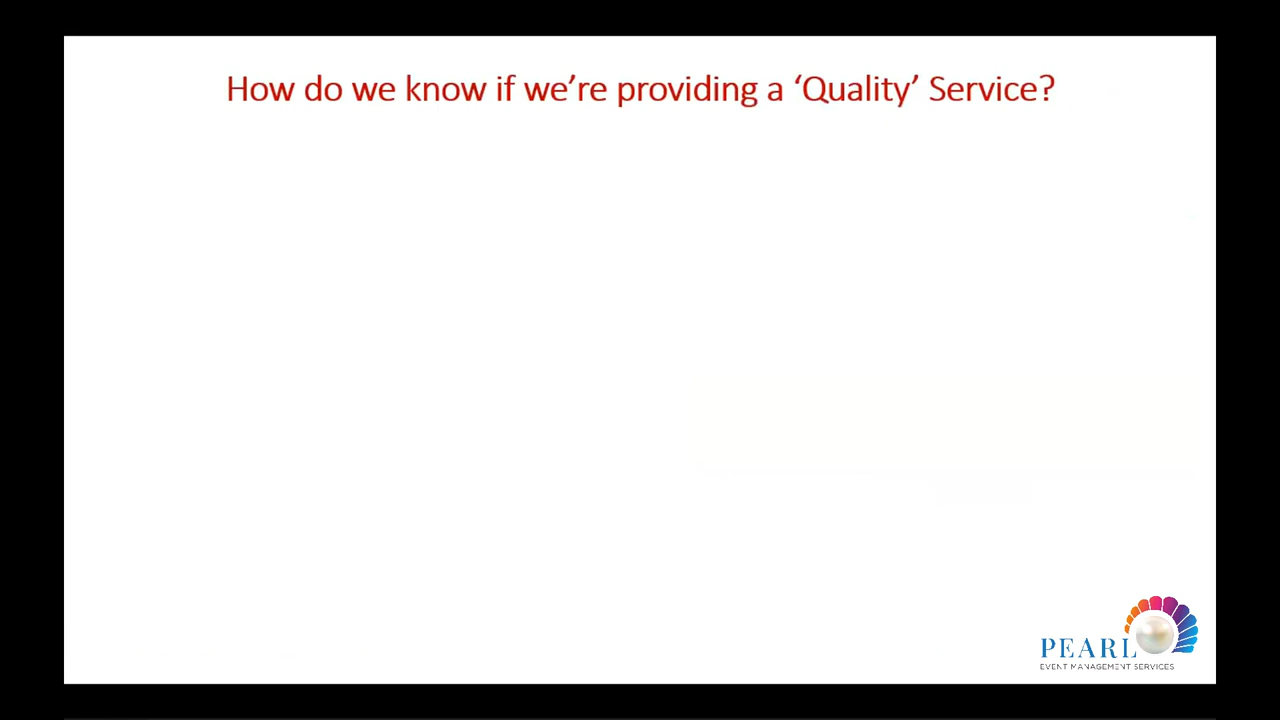 How do we know if we're providing a ‘Quality’ Service?
PEARL
EVENT MANAGEMENT SERVICES